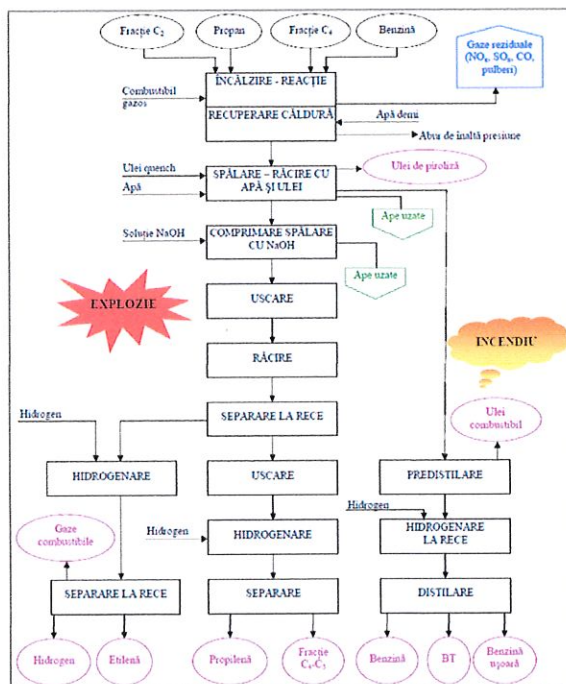 Fracție C₂
Propan
Fracție C₄
Benzină
Gaze reziduale
(NOₓ, SOₓ, CO,
pulberi)
ÎNCĂLZIRE - REACȚIE
Combustibil
gazos
RECUPERARE CĂLDURĂ
Apă demi
Abur de înaltă presiune
Ulei quench
Apă
SPĂLARE – RĂCIRE CU
APĂ ȘI ULEI
Ulei de piroliză
Ape uzate
Soluție NaOH
COMPRIMARE SPĂLARE
CU NaOH
Ape uzate
EXPLOZIE
USCARE
INCENDIU
RĂCIRE
Hidrogen
SEPARARE LA RECE
Ulei
combustibil
HIDROGENARE
USCARE
PREDISTILARE
Hidrogen
Gaze
combustibile
Hidrogen
HIDROGENARE
HIDROGENARE
LA RECE
SEPARARE LA RECE
SEPARARE
DISTILARE
Hidrogen
Etilenă
Propilenă
Fracție
Benzină
BT
Benzină
ușoară